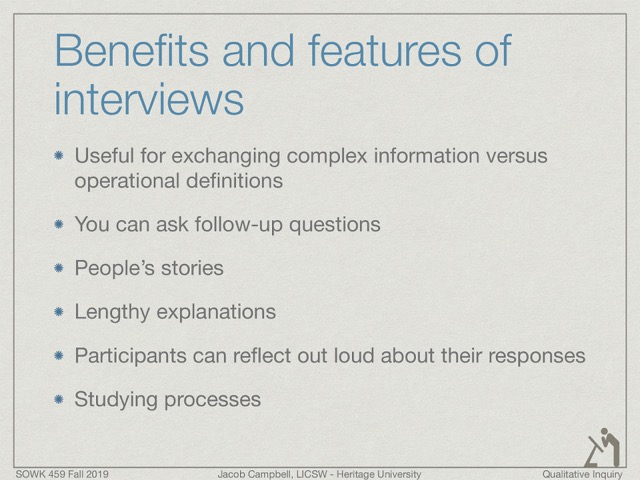 Benefits and features of
interviews
Useful for exchanging complex information versus
operational definitions
You can ask follow-up questions
People’s stories
Lengthy explanations
Participants can reflect out loud about their responses
Studying processes
SOWK 459 Fall 2019
Jacob Campbell, LICSW - Heritage University
Qualitative Inquiry